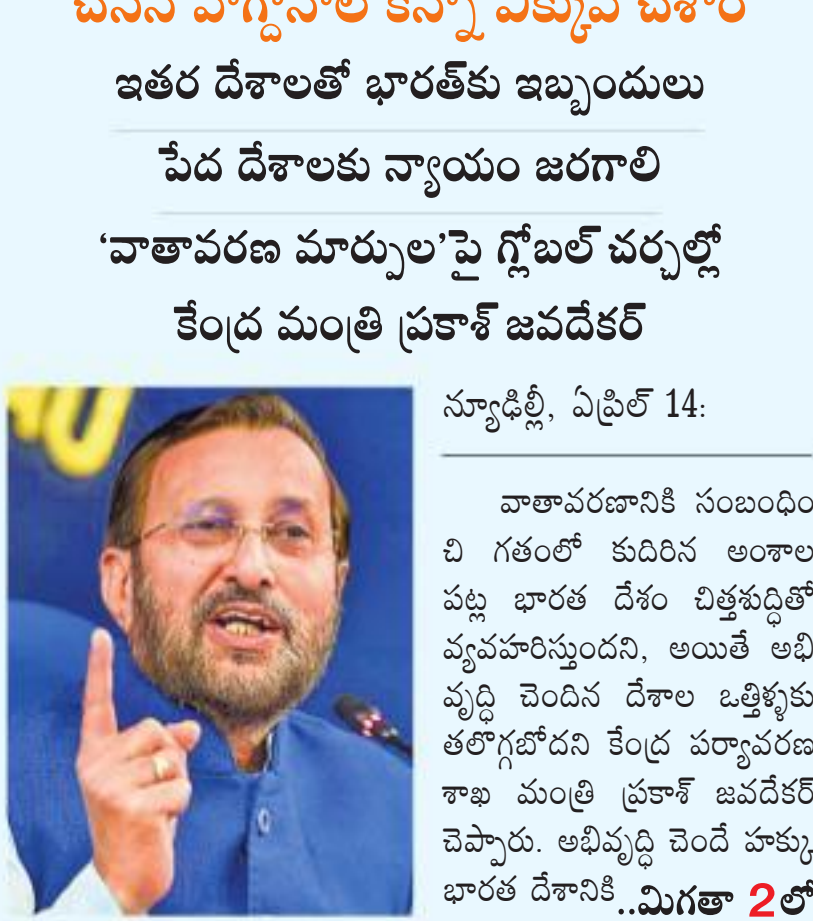 ఇతర దేశాలతో భారత్‌కు ఇబ్బందులు
పేద దేశాలకు న్యాయం జరగాలి
‘వాతావరణ మార్పుల’పై గ్లోబల్ చర్చల్లో
కేంద్ర మంత్రి ప్రకాశ్ జవదేకర్
న్యూఢిల్లీ, ఏప్రిల్ 14:
వాతావరణానికి సంబంధిం
చి గతంలో కుదిరిన అంశాల
పట్ల భారత దేశం చిత్తశుద్ధితో
వ్యవహరిస్తుందని, అయితే అభి
వృద్ధి చెందిన దేశాల ఒత్తిళ్ళకు
తలొగ్గబోదని కేంద్ర పర్యావరణ
శాఖ మంత్రి ప్రకాశ్ జవదేకర్
చెప్పారు. అభివృద్ధి చెందే హక్కు
భారత దేశానికి..మిగతా 2లో